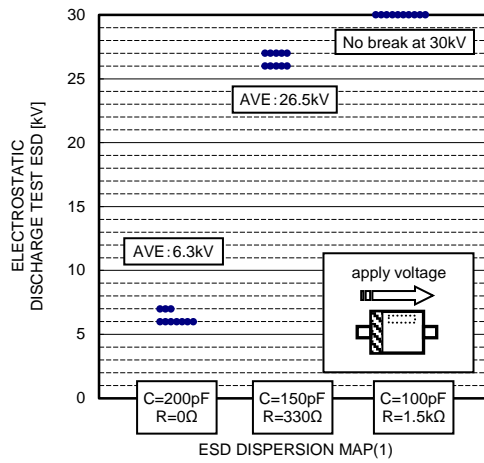 ELECTROSTATIC
DISCHARGE TEST ESD [kV]
30
25
20
15
10
5
0
No break at 30kV
AVE：26.5kV
AVE：6.3kV
apply voltage
C=200pF
R=0Ω
C=150pF
R=330Ω
C=100pF
R=1.5kΩ
ESD DISPERSION MAP(1)